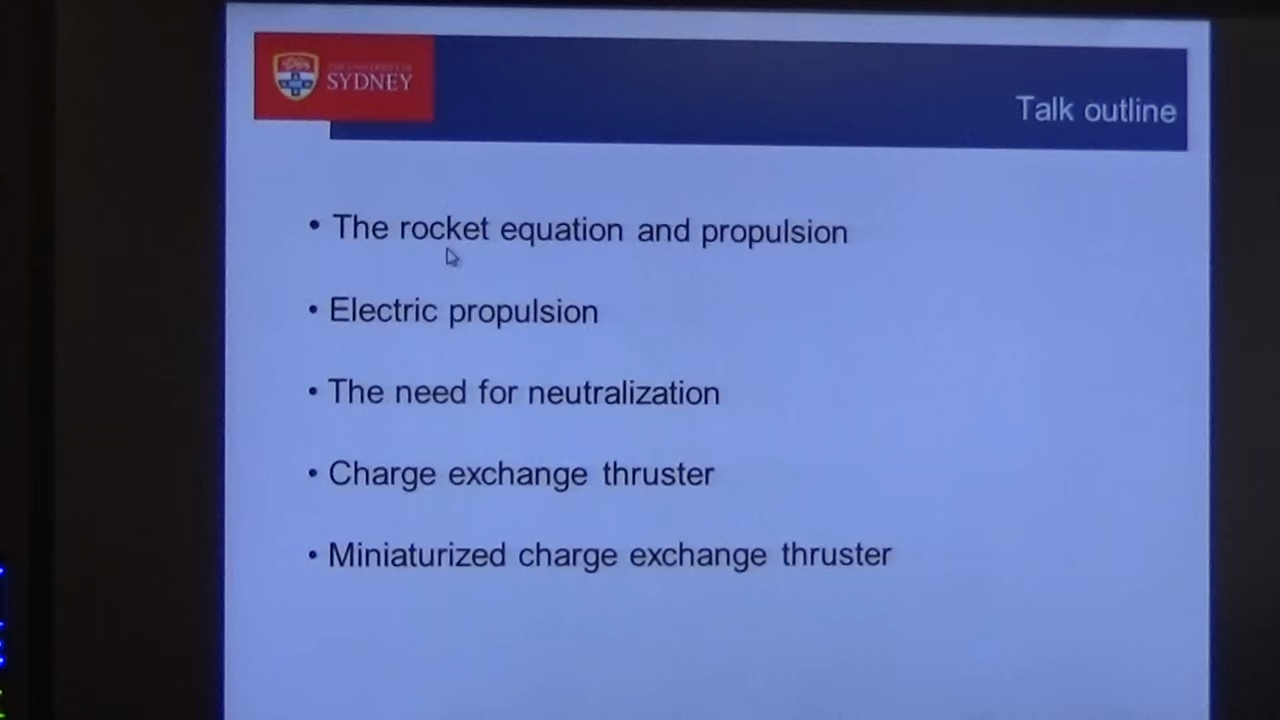 THE UNIVERSITY OF
SYDNEY
Talk outline
• The rocket equation and propulsion
• Electric propulsion
• The need for neutralization
• Charge exchange thruster
• Miniaturized charge exchange thruster